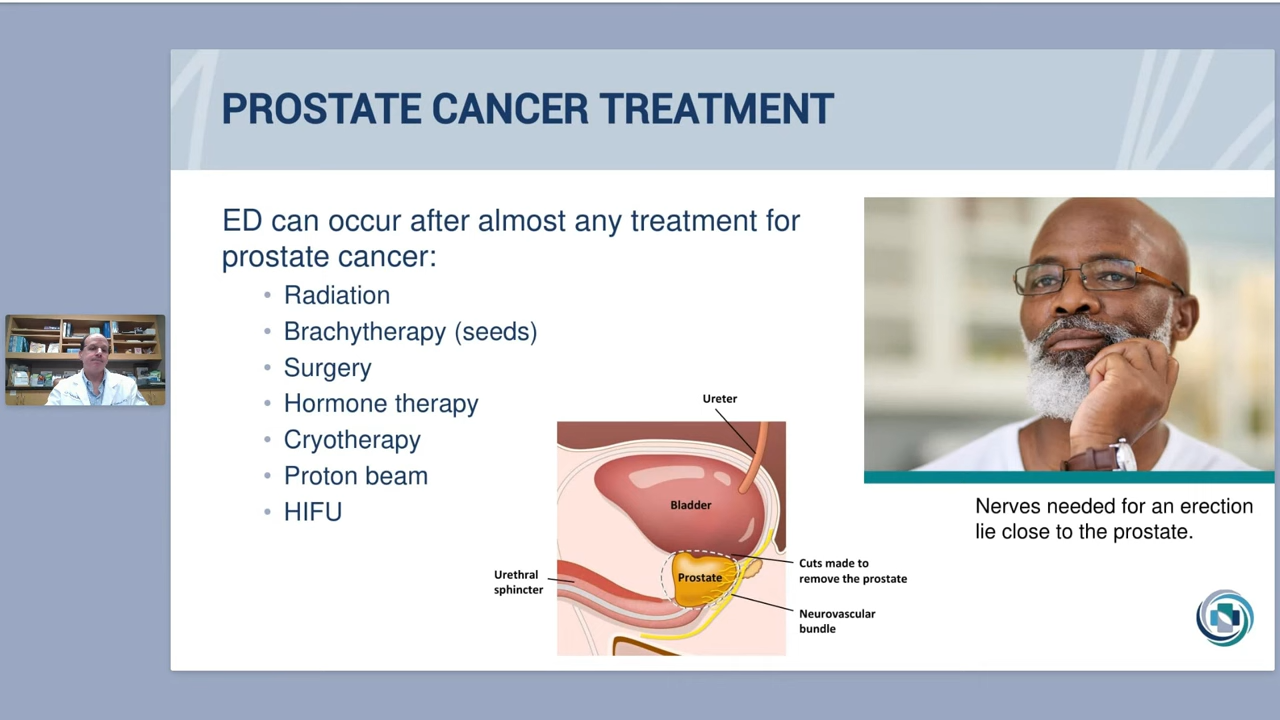 PROSTATE CANCER TREATMENT
ED can occur after almost any treatment for
prostate cancer:
• Radiation
• Brachytherapy (seeds)
• Surgery
• Hormone therapy
• Cryotherapy
• Proton beam
• HIFU
Ureter
Bladder
Prostate
Urethral
sphincter
Cuts made to
remove the prostate
Neurovascular
bundle
Nerves needed for an erection
lie close to the prostate.